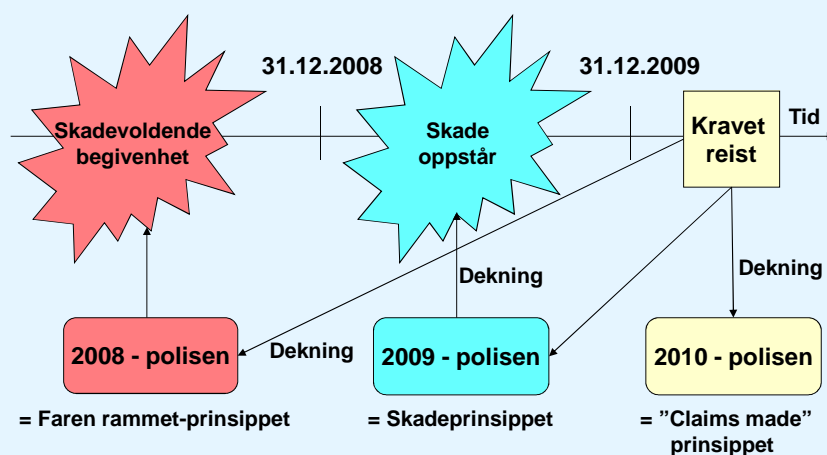 31.12.2008
31.12.2009
Skadevoldende
begivenhet
Skade
oppstår
Kravet
reist
Tid
Dekning
Dekning
Dekning
2008 - polisen
2009 - polisen
2010 - polisen
= Faren rammet-prinsippet
= Skadeprinsippet
= ”Claims made”
prinsippet